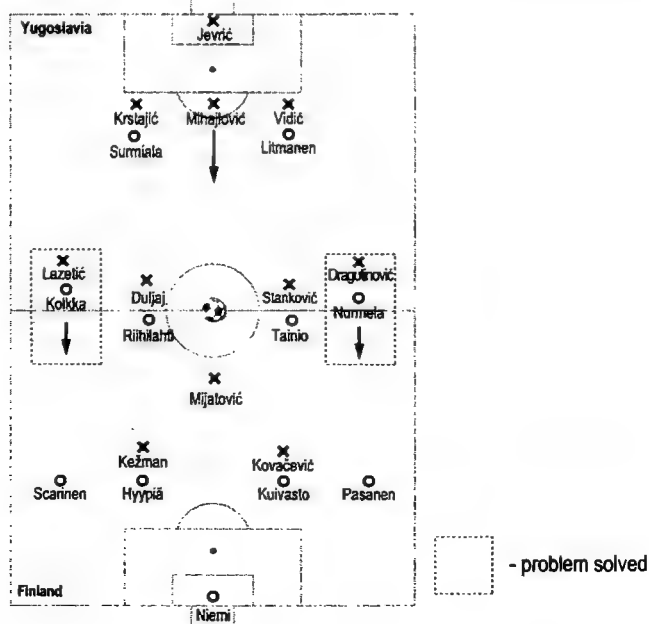 Yugoslavia
Jevrić
Krstajić Mihajlović Vidić
Surmiala Litmanen
Lazetić Dragutinović
Kolkka Duljaj Stanković Nurmela
Riihilahti Tainio
Mijatović
Kežman Kovačević
Scarinen Hyypiä Kuivasto Pasanen
- problem solved
Finland
Niemi